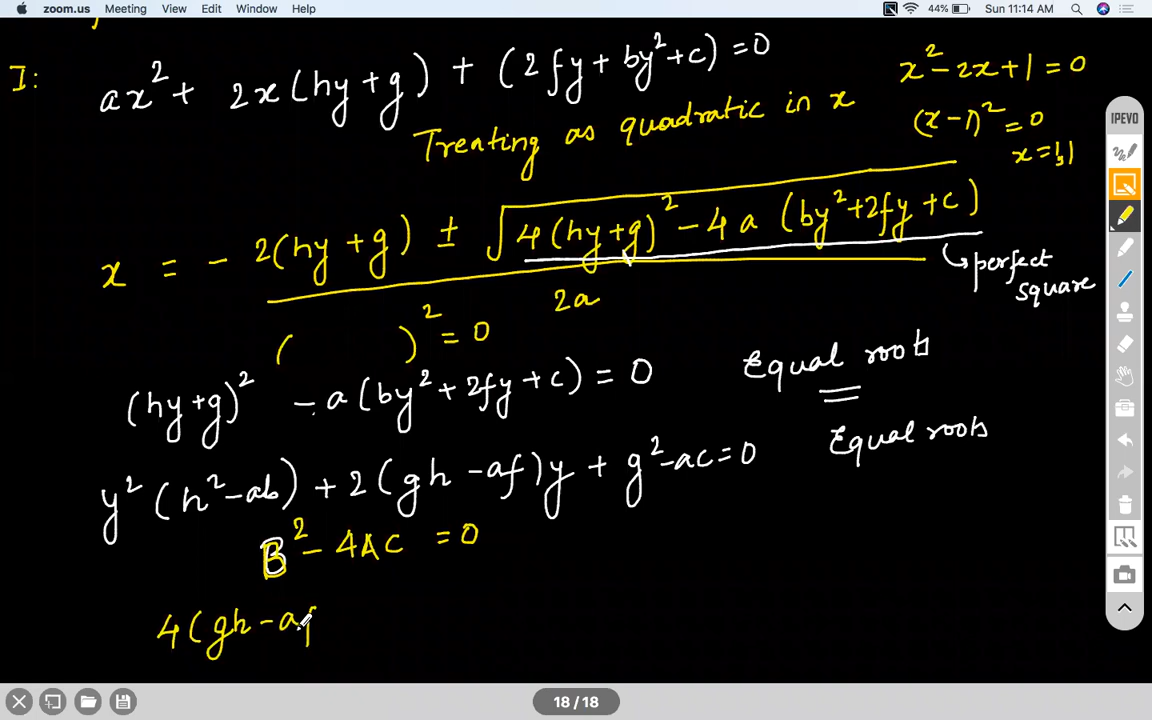 zoom.us Meeting View Edit Window Help 44% Sun 11:14 AM
I: ax² + 2x(hy+g) + (2fy+by²+c) = 0
x² - 2x + 1 = 0
Treating as quadratic in x
(x-1)² = 0
x = 1,1
IPEVO
x = - 2(hy+g) ± √4(hy+g)² - 4a (by²+2fy+c)
2a
perfect square
( )² = 0
Equal roots
(hy+g)² - a(by²+2fy+c) = 0
Equal roots
y² (h²-ab) + 2(gh-af)y + g²-ac = 0
B² - 4AC = 0
4(gh-af
18 / 18